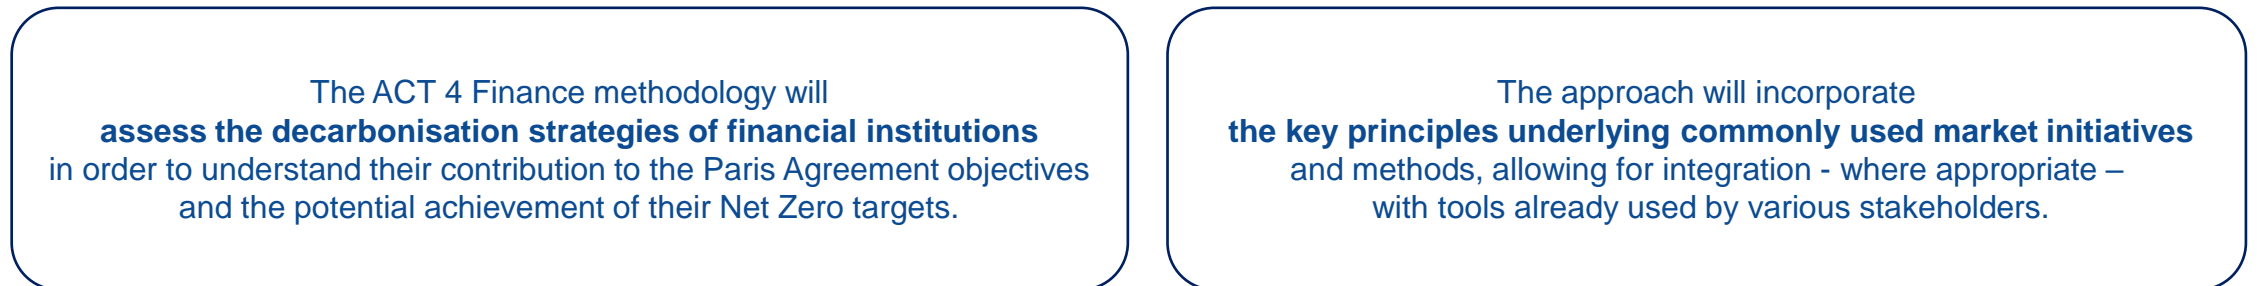 The ACT 4 Finance methodology will
assess the decarbonisation strategies of financial institutions
in order to understand their contribution to the Paris Agreement objectives
and the potential achievement of their Net Zero targets.
The approach will incorporate
the key principles underlying commonly used market initiatives
and methods, allowing for integration - where appropriate –
with tools already used by various stakeholders.